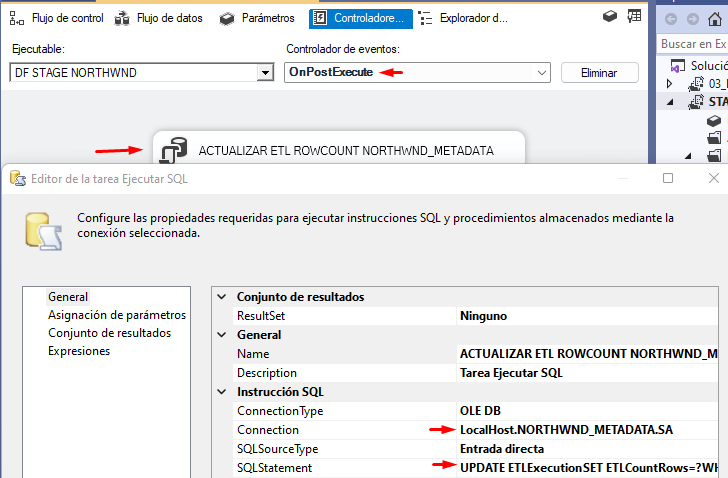 Flujo de control Flujo de datos Parámetros Controladore... Explorador d...
Ejecutable: Controlador de eventos:
DF STAGE NORTHWND OnPostExecute Eliminar
Buscar en Ex
Solució
03_
STA
ACTUALIZAR ETL ROWCOUNT NORTHWND_METADATA
Editor de la tarea Ejecutar SQL
Configure las propiedades requeridas para ejecutar instrucciones SQL y procedimientos almacenados mediante la
conexión seleccionada.
General
Asignación de parámetros
Conjunto de resultados
Expresiones
Conjunto de resultados
ResultSet Ninguno
General
Name ACTUALIZAR ETL ROWCOUNT NORTHWND_M
Description Tarea Ejecutar SQL
Instrucción SQL
ConnectionType OLE DB
Connection LocalHost.NORTHWND_METADATA.SA
SQLSourceType Entrada directa
SQLStatement UPDATE ETLExecutionSET ETLCountRows=?WH